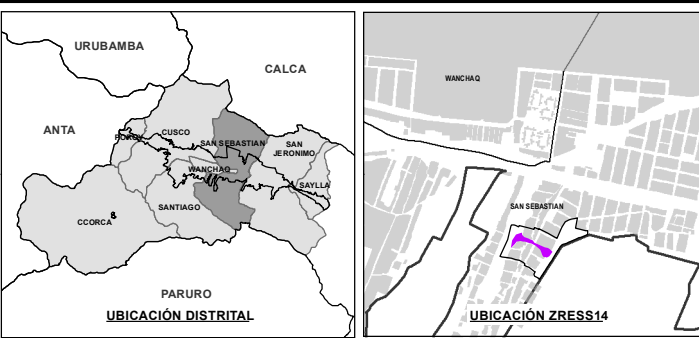 URUBAMBA
CALCA
ANTA
CUSCO
POROY
SAN SEBASTIAN
SAN
JERONIMO
WANCHAQ
SAYLLA
SANTIAGO
CCORCA
PARURO
UBICACIÓN DISTRITAL
WANCHAQ
SAN SEBASTIAN
UBICACIÓN ZRESS14